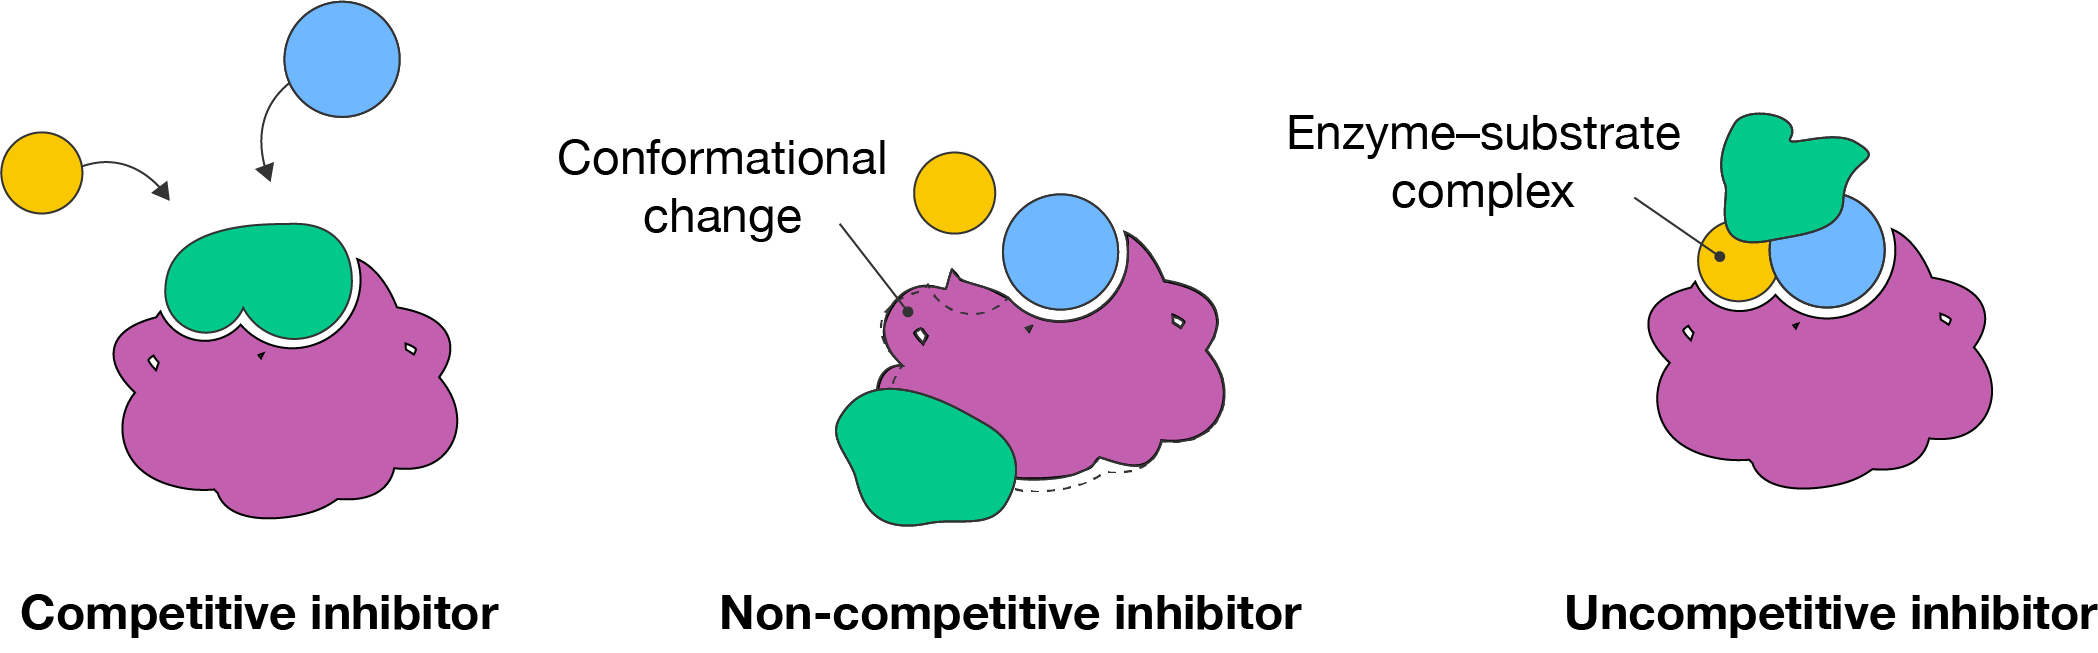 Conformational
change
Enzyme–substrate
complex
Competitive inhibitor
Non-competitive inhibitor
Uncompetitive inhibitor